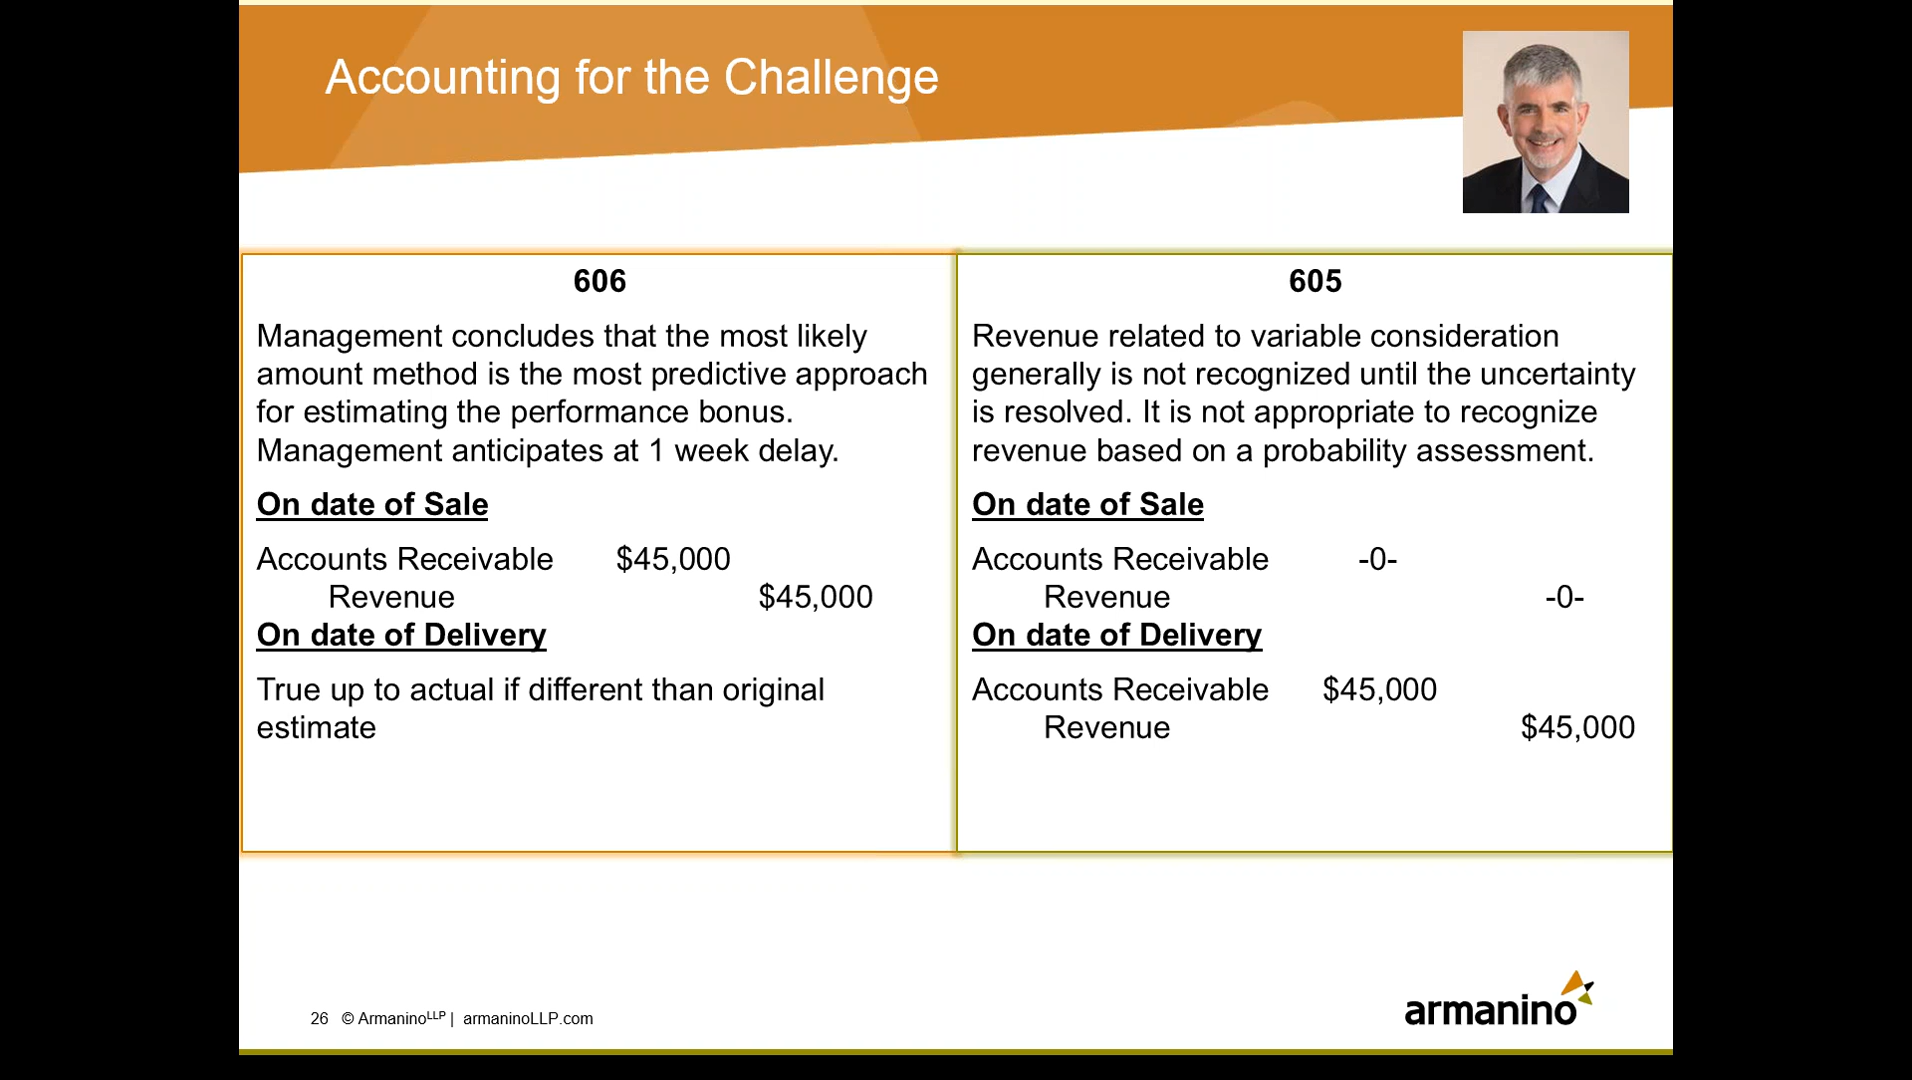 Accounting for the Challenge
606
Management concludes that the most likely
amount method is the most predictive approach
for estimating the performance bonus.
Management anticipates at 1 week delay.
On date of Sale
Accounts Receivable $45,000
Revenue $45,000
On date of Delivery
True up to actual if different than original
estimate
605
Revenue related to variable consideration
generally is not recognized until the uncertainty
is resolved. It is not appropriate to recognize
revenue based on a probability assessment.
On date of Sale
Accounts Receivable -0-
Revenue -0-
On date of Delivery
Accounts Receivable $45,000
Revenue $45,000
26 © ArmaninoLLP | armaninoLLP.com
armanino